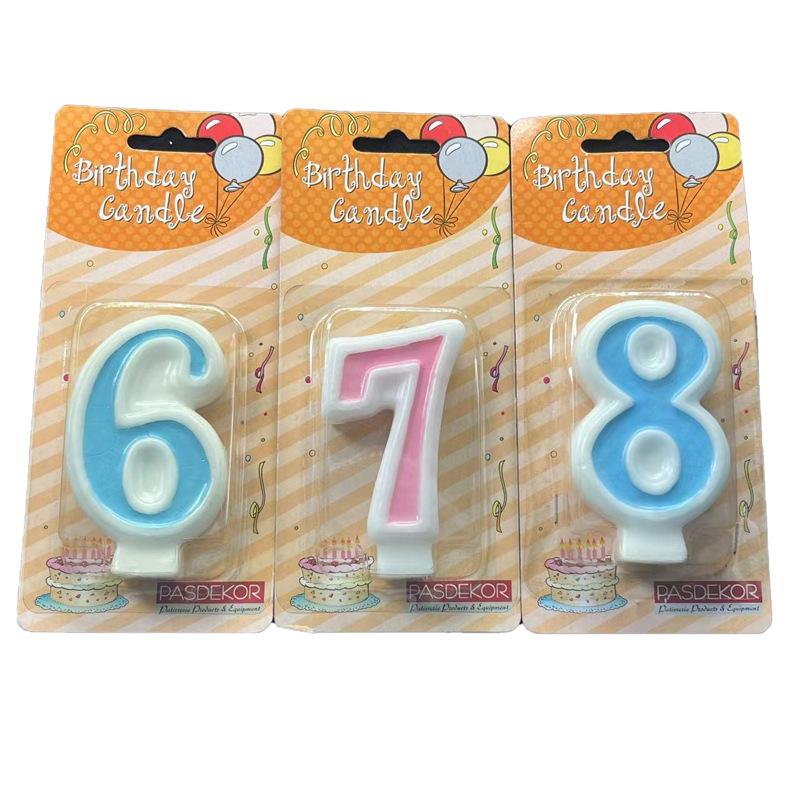 Birthday
Candle
6
PASDEKOR
Patisserie Products & Equipment
Birthday
Candle
7
PASDEKOR
Patisserie Products & Equipment
Birthday
Candle
8
PASDEKOR
Patisserie Products & Equipment